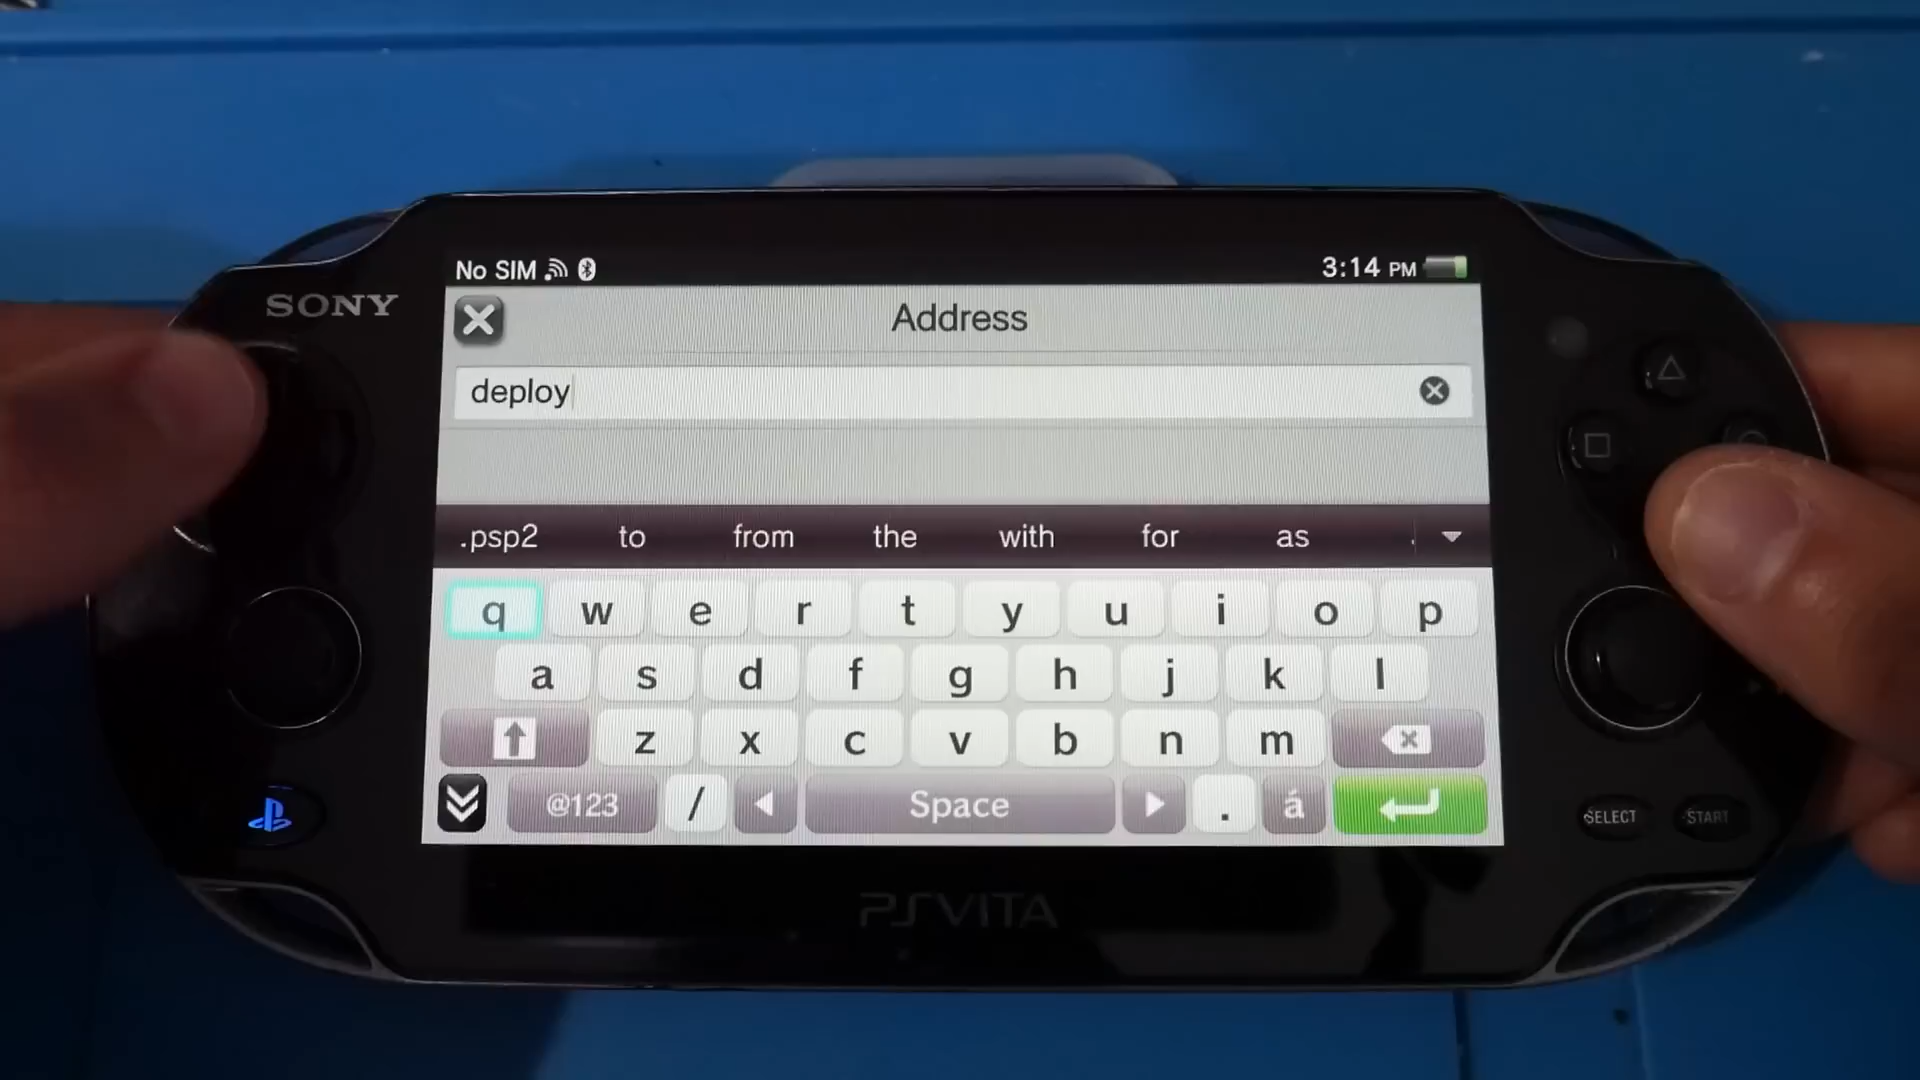 No SIM 3:14 PM
SONY
Address
deploy
.psp2 to from the with for as
q w e r t y u i o p
a s d f g h j k l
z x c v b n m
@123 / Space . á
SELECT START
PSVITA